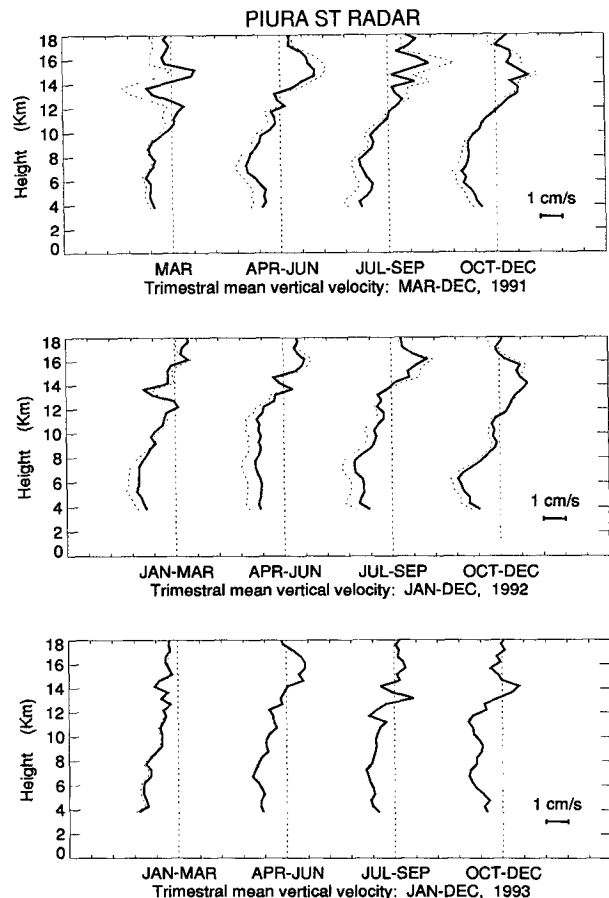 PIURA ST RADAR
18
16
14
12
10
8
6
4
2
0
Height (Km)
1 cm/s
MAR APR-JUN JUL-SEP OCT-DEC
Trimestral mean vertical velocity: MAR-DEC, 1991
18
16
14
12
10
8
6
4
2
0
Height (Km)
1 cm/s
JAN-MAR APR-JUN JUL-SEP OCT-DEC
Trimestral mean vertical velocity: JAN-DEC, 1992
18
16
14
12
10
8
6
4
2
0
Height (Km)
1 cm/s
JAN-MAR APR-JUN JUL-SEP OCT-DEC
Trimestral mean vertical velocity: JAN-DEC, 1993